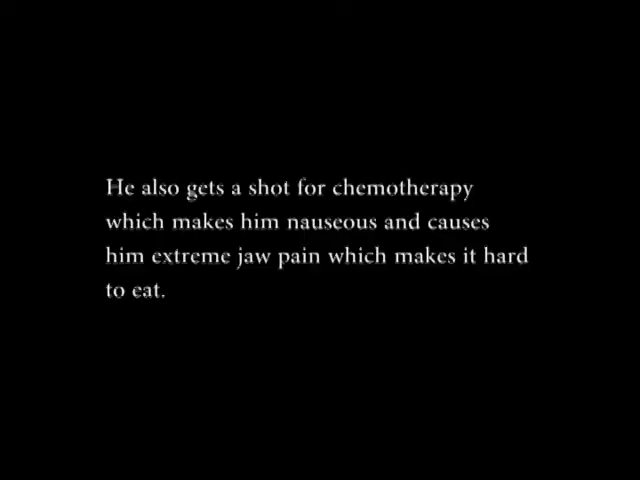 He also gets a shot for chemotherapy
which makes him nauseous and causes
him extreme jaw pain which makes it hard
to eat.